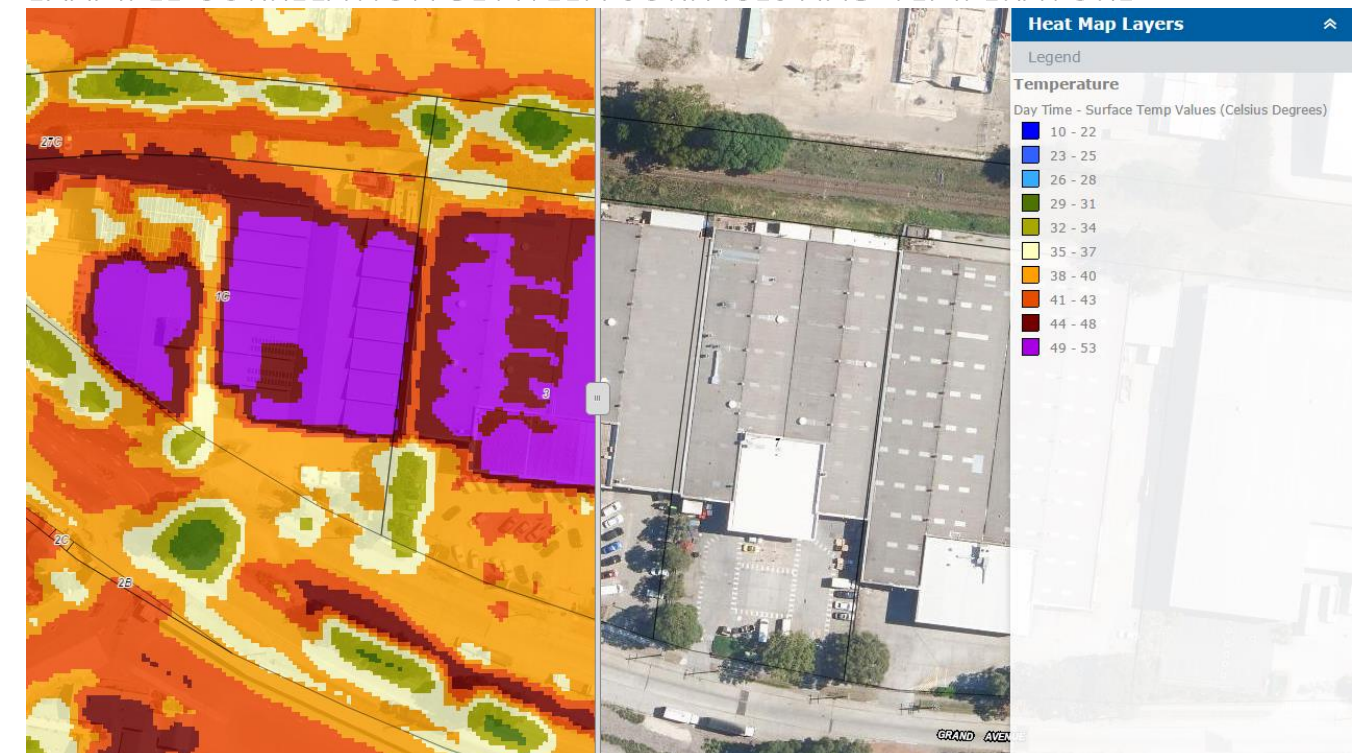 Heat Map Layers
Legend
Temperature
Day Time - Surface Temp Values (Celsius Degrees)
10 - 22
23 - 25
26 - 28
29 - 31
32 - 34
35 - 37
38 - 40
41 - 43
44 - 48
49 - 53
27C
1C
3
7
2C
2B
GRAND AVENUE